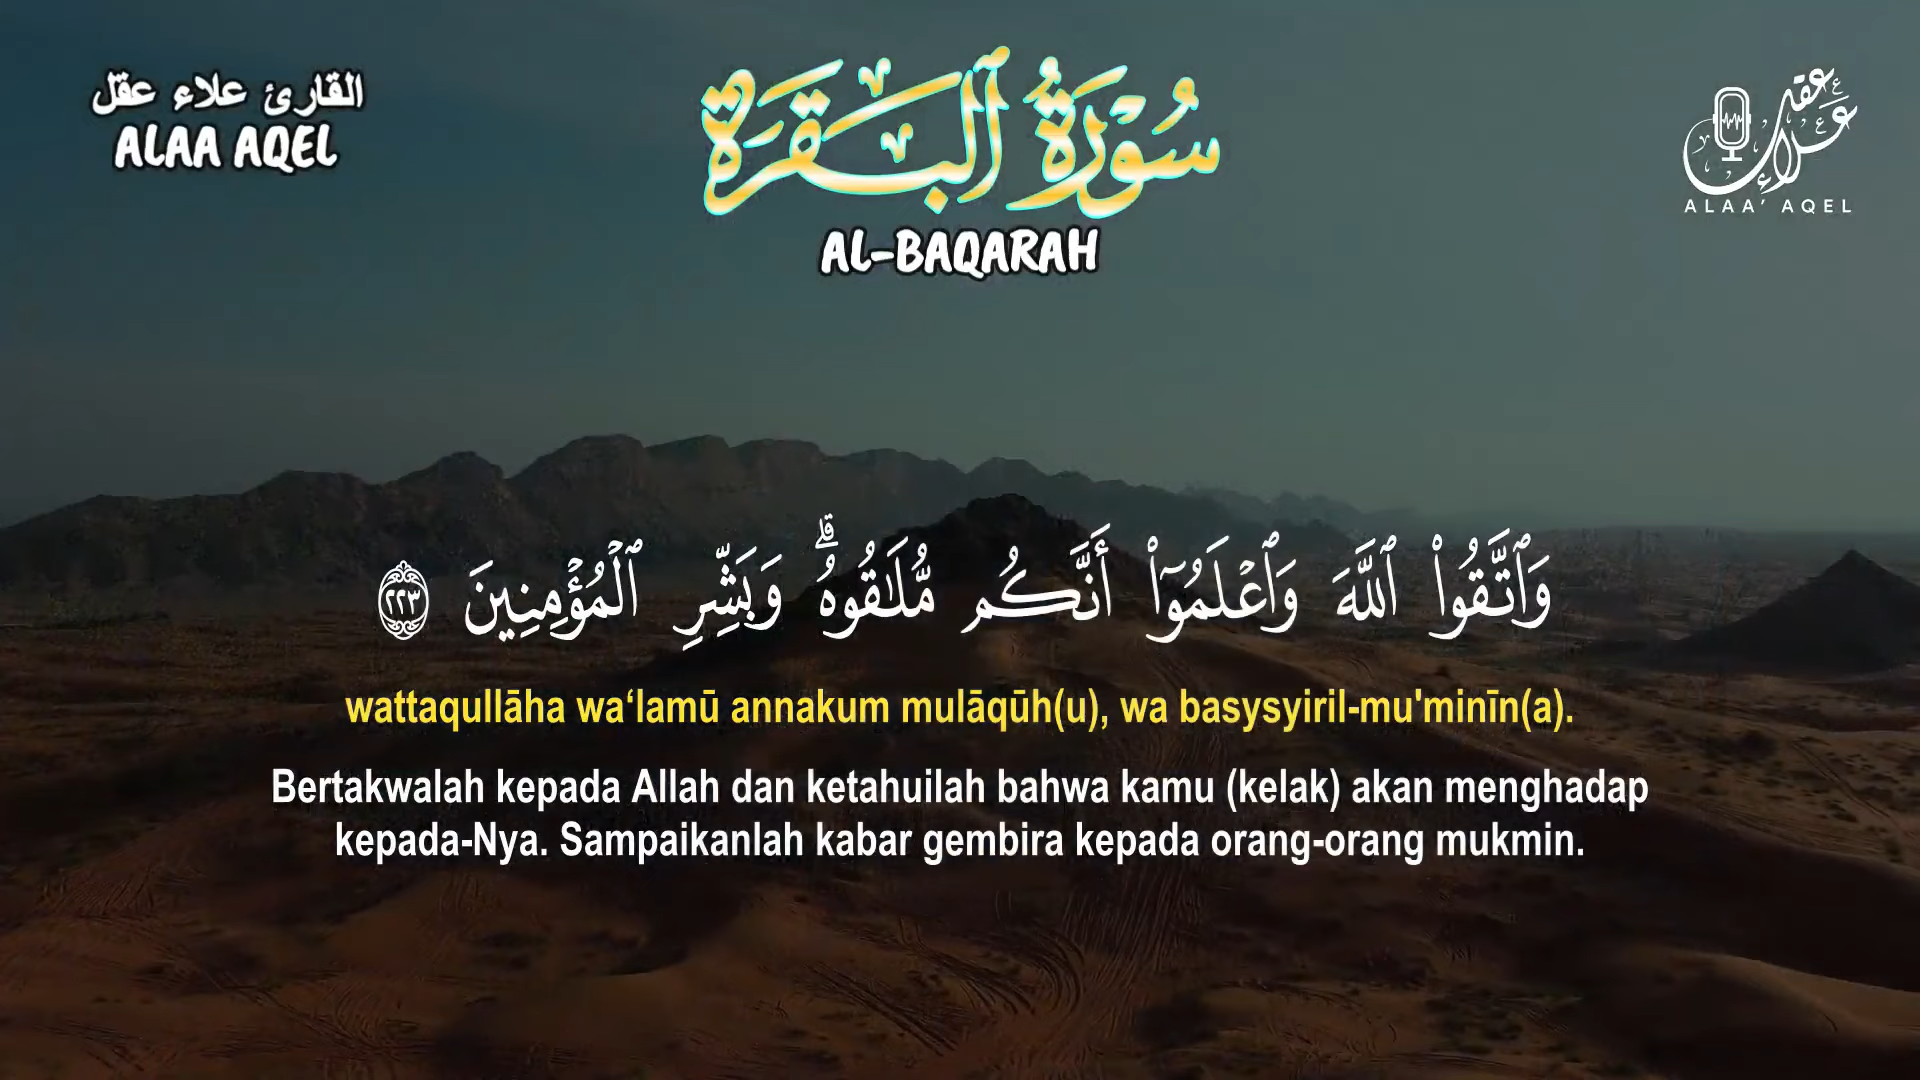 القارئ علاء عقل
ALAA AQEL
سُورَةُ ٱلْبَقَرَة
AL-BAQARAH
علاء عقل
ALAA' AQEL
وَٱتَّقُوا۟ ٱللَّهَ وَٱعْلَمُوٓا۟ أَنَّكُم مُّلَـٰقُوهُ ۗ وَبَشِّرِ ٱلْمُؤْمِنِينَ ٢٢٣
wattaqullāha wa‘lamū annakum mulāqūh(u), wa basysyiril-mu'minīn(a).
Bertakwalah kepada Allah dan ketahuilah bahwa kamu (kelak) akan menghadap
kepada-Nya. Sampaikanlah kabar gembira kepada orang-orang mukmin.